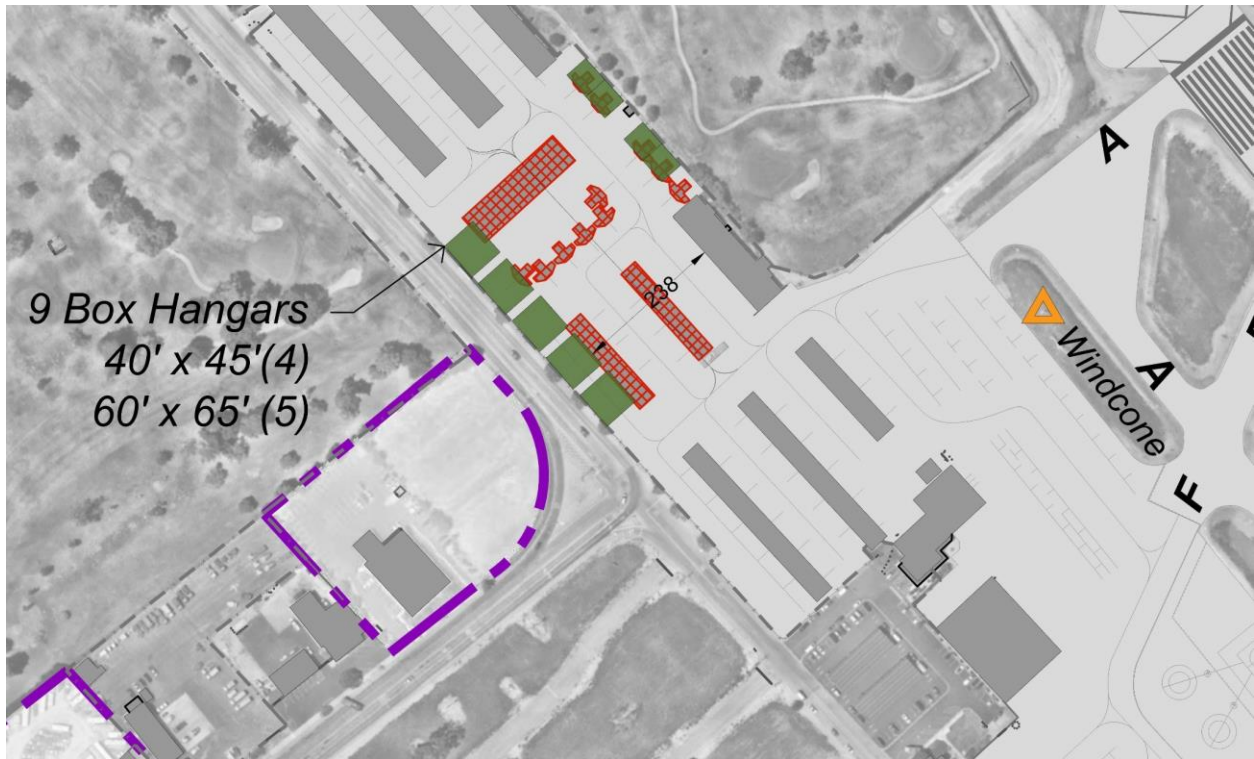 A
9 Box Hangars
40' x 45'(4)
60' x 65' (5)
238
Windcone
A
F